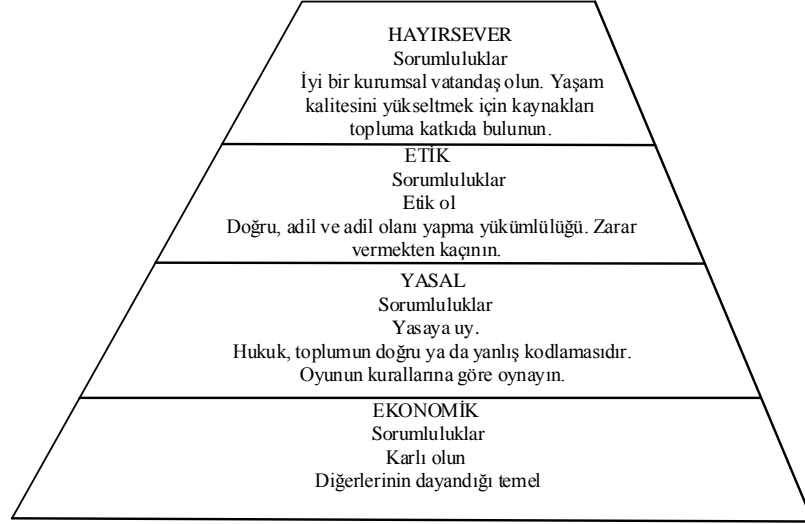 HAYIRSEVER
Sorumluluklar
İyi bir kurumsal vatandaş olun. Yaşam
kalitesini yükseltmek için kaynakları
topluma katkıda bulunun.
ETİK
Sorumluluklar
Etik ol
Doğru, adil ve adil olanı yapma yükümlülüğü. Zarar
vermekten kaçının.
YASAL
Sorumluluklar
Yasaya uy.
Hukuk, toplumun doğru ya da yanlış kodlamasıdır.
Oyunun kurallarına göre oynayın.
EKONOMİK
Sorumluluklar
Karlı olun
Diğerlerinin dayandığı temel